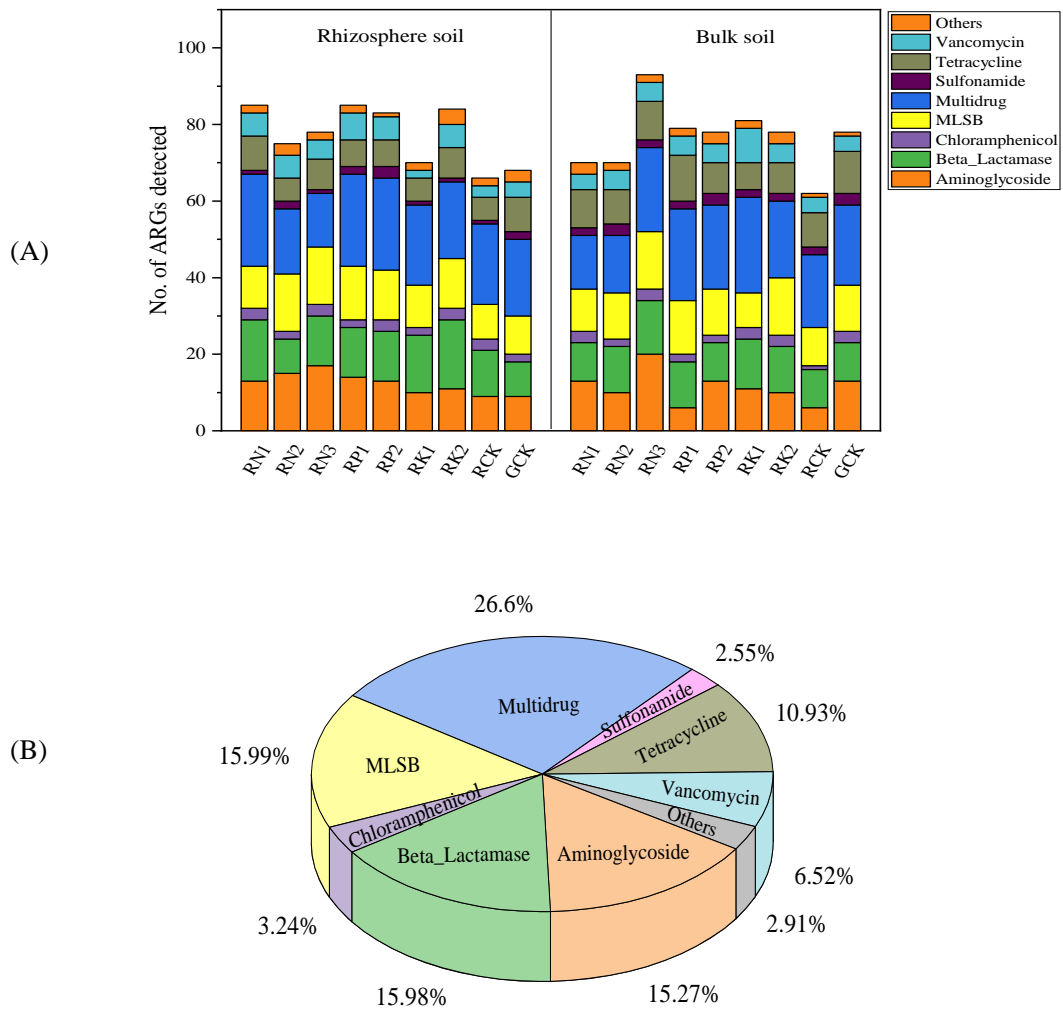 (A)
No. of ARGs detected
100
80
60
40
20
0
Rhizosphere soil
Bulk soil
RN1 RN2 RN3 RP1 RP2 RK1 RK2 RCK GCK
RN1 RN2 RN3 RP1 RP2 RK1 RK2 RCK GCK
Others
Vancomycin
Tetracycline
Sulfonamide
Multidrug
MLSB
Chloramphenicol
Beta_Lactamase
Aminoglycoside
(B)
26.6%
2.55%
10.93%
15.99%
6.52%
3.24%
2.91%
15.98%
15.27%
Multidrug
Sulfonamide
Tetracycline
MLSB
Vancomycin
Chloramphenicol
Others
Beta_Lactamase
Aminoglycoside